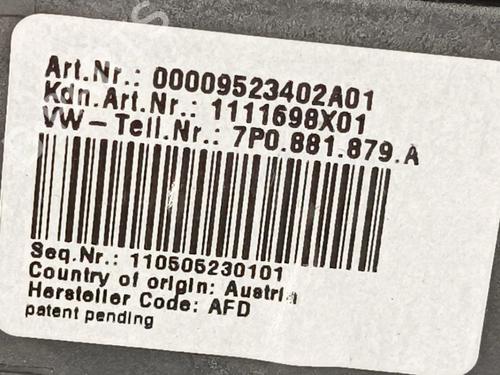 Art.Nr.: 00009523402A01
Kdn.Art.Nr.: 1111698X01
VW-Teil.Nr.: 7P0.881.879.A
Seq.Nr.: 110505230101
Country of origin: Austria
Hersteller Code: AFD
patent pending